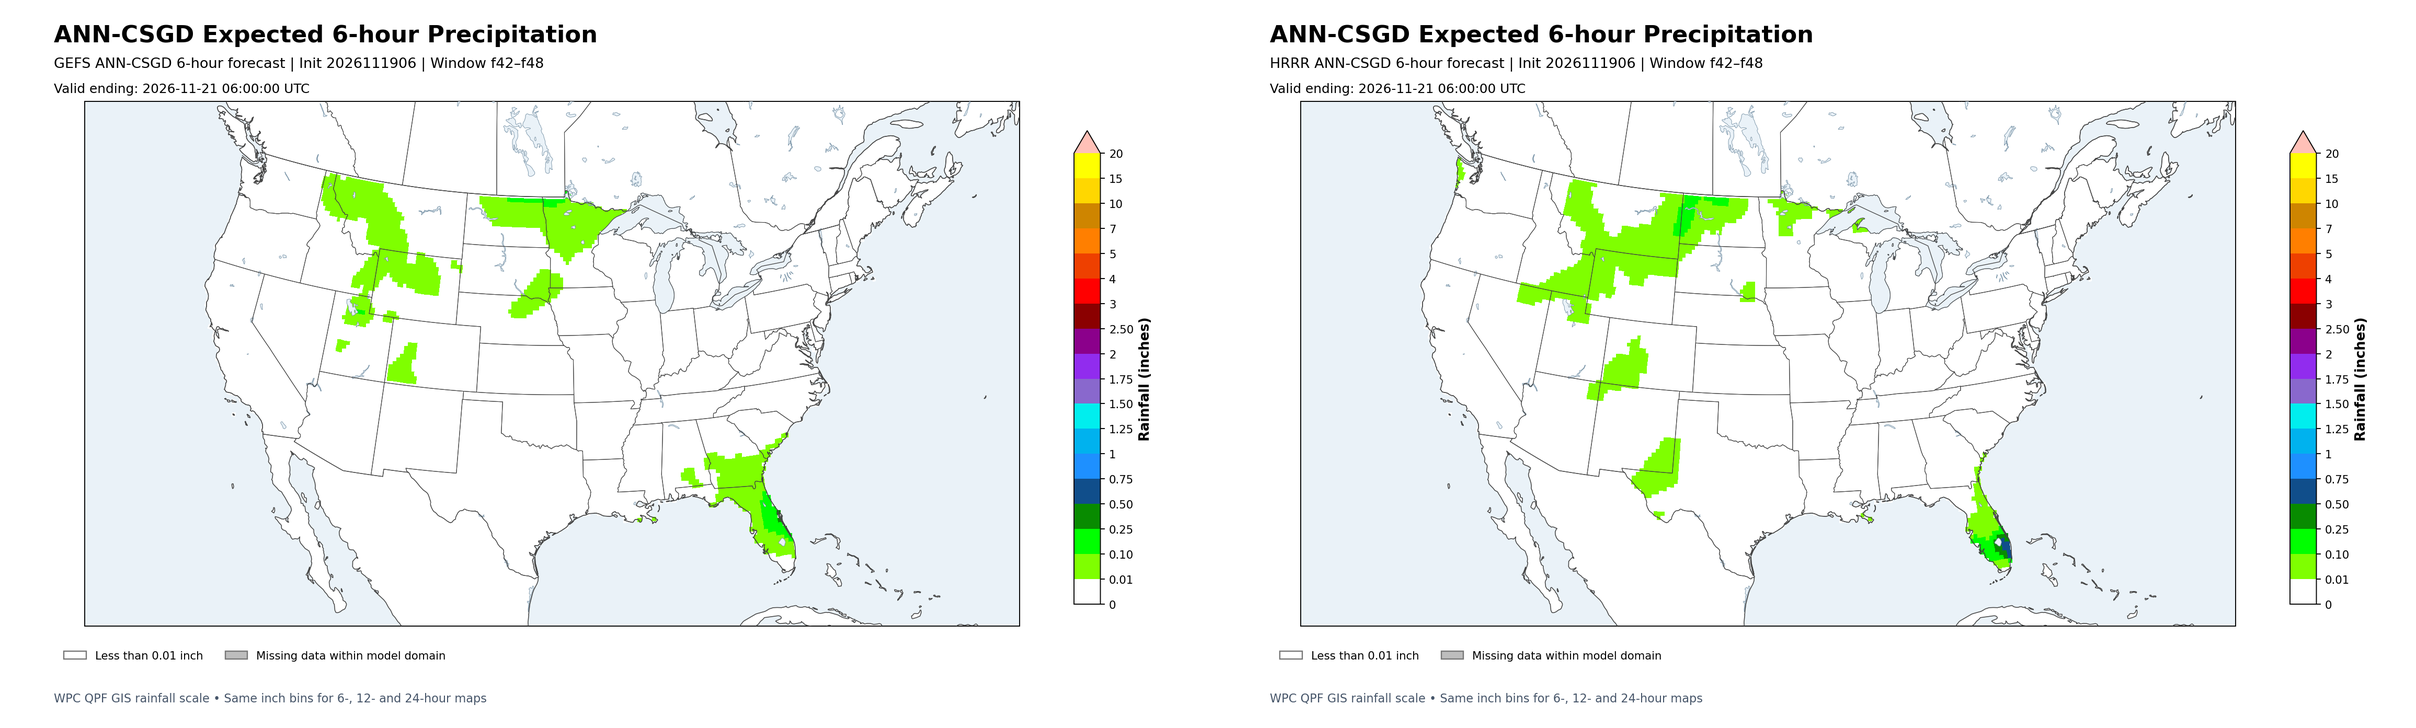 ANN-CSGD Expected 6-hour Precipitation
GEFS ANN-CSGD 6-hour forecast | Init 2026111906 | Window f42–f48
Valid ending: 2026-11-21 06:00:00 UTC
20
15
10
7
5
4
3
2.50
2
1.75
1.50
1.25
1
0.75
0.50
0.25
0.10
0.01
0
Rainfall (inches)
Less than 0.01 inch
Missing data within model domain
WPC QPF GIS rainfall scale • Same inch bins for 6-, 12- and 24-hour maps
ANN-CSGD Expected 6-hour Precipitation
HRRR ANN-CSGD 6-hour forecast | Init 2026111906 | Window f42–f48
Valid ending: 2026-11-21 06:00:00 UTC
20
15
10
7
5
4
3
2.50
2
1.75
1.50
1.25
1
0.75
0.50
0.25
0.10
0.01
0
Rainfall (inches)
Less than 0.01 inch
Missing data within model domain
WPC QPF GIS rainfall scale • Same inch bins for 6-, 12- and 24-hour maps